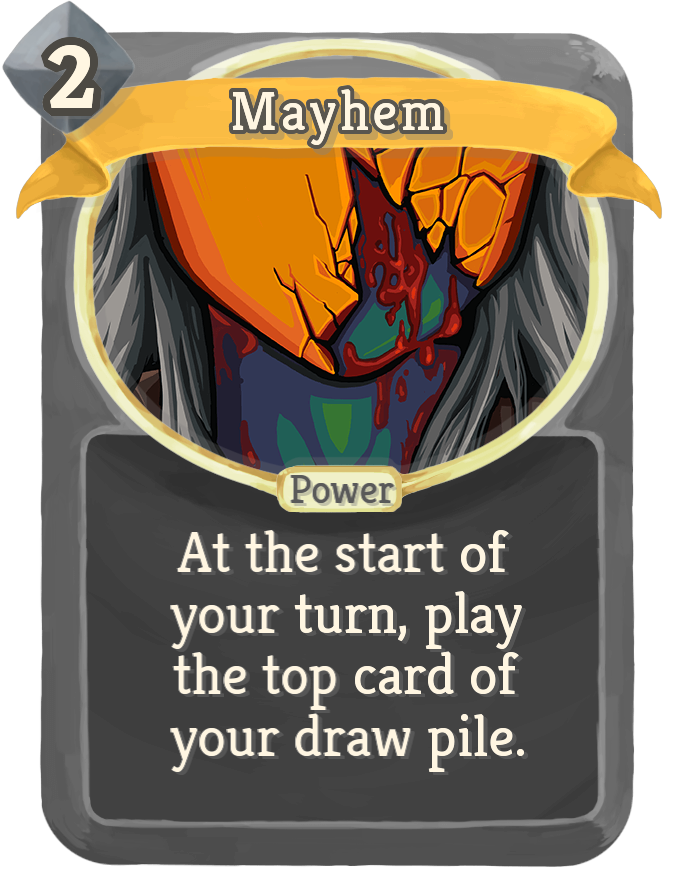 2
Mayhem
Power
At the start of
your turn, play
the top card of
your draw pile.